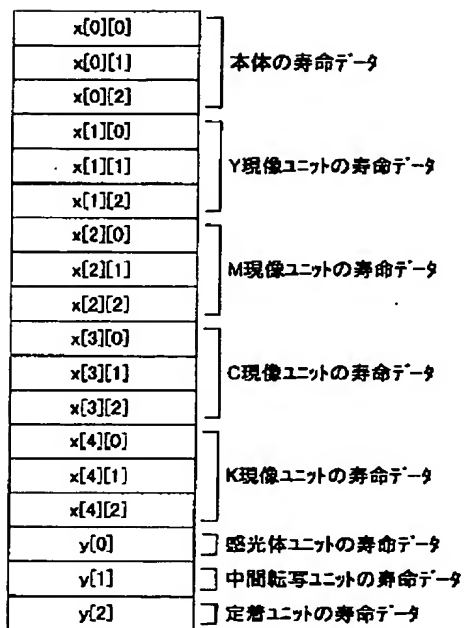 x[0][0]
x[0][1]
x[0][2]
本体の寿命データ
x[1][0]
x[1][1]
x[1][2]
Y現像ユニットの寿命データ
x[2][0]
x[2][1]
x[2][2]
M現像ユニットの寿命データ
x[3][0]
x[3][1]
x[3][2]
C現像ユニットの寿命データ
x[4][0]
x[4][1]
x[4][2]
K現像ユニットの寿命データ
y[0] 感光体ユニットの寿命データ
y[1] 中間転写ユニットの寿命データ
y[2] 定着ユニットの寿命データ